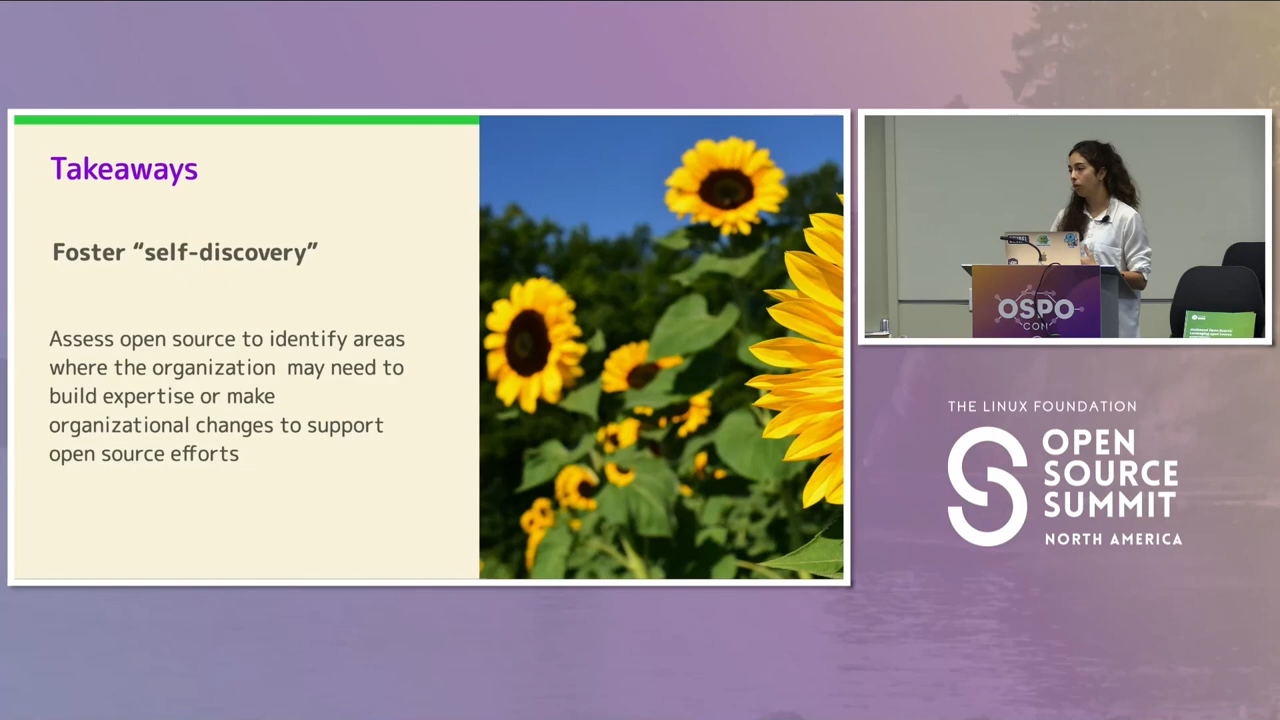 Takeaways
Foster “self-discovery”
Assess open source to identify areas
where the organization  may need to
build expertise or make
organizational changes to support
open source efforts
OSPO
CON
THE LINUX FOUNDATION
OPEN
SOURCE
SUMMIT
NORTH AMERICA